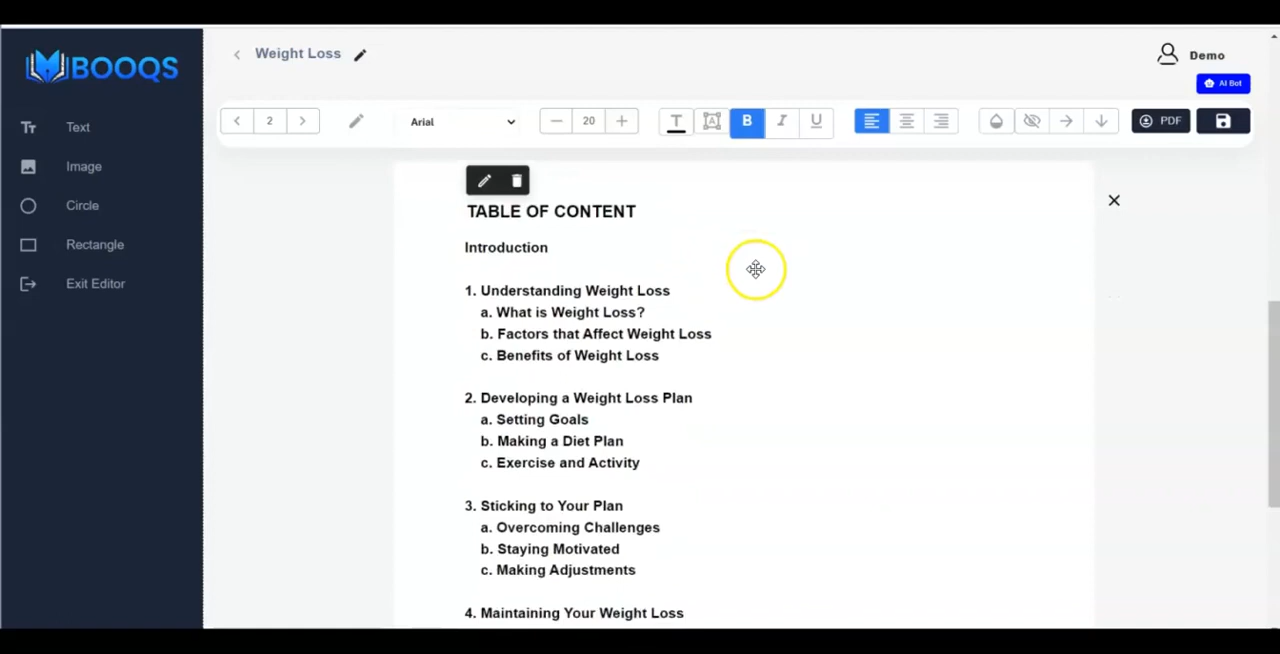 BOOQS
Weight Loss
Demo
AI Bot
2
Arial
20
T
A
B
I
U
PDF
Text
Image
Circle
Rectangle
Exit Editor
TABLE OF CONTENT
Introduction
1. Understanding Weight Loss
a. What is Weight Loss?
b. Factors that Affect Weight Loss
c. Benefits of Weight Loss
2. Developing a Weight Loss Plan
a. Setting Goals
b. Making a Diet Plan
c. Exercise and Activity
3. Sticking to Your Plan
a. Overcoming Challenges
b. Staying Motivated
c. Making Adjustments
4. Maintaining Your Weight Loss